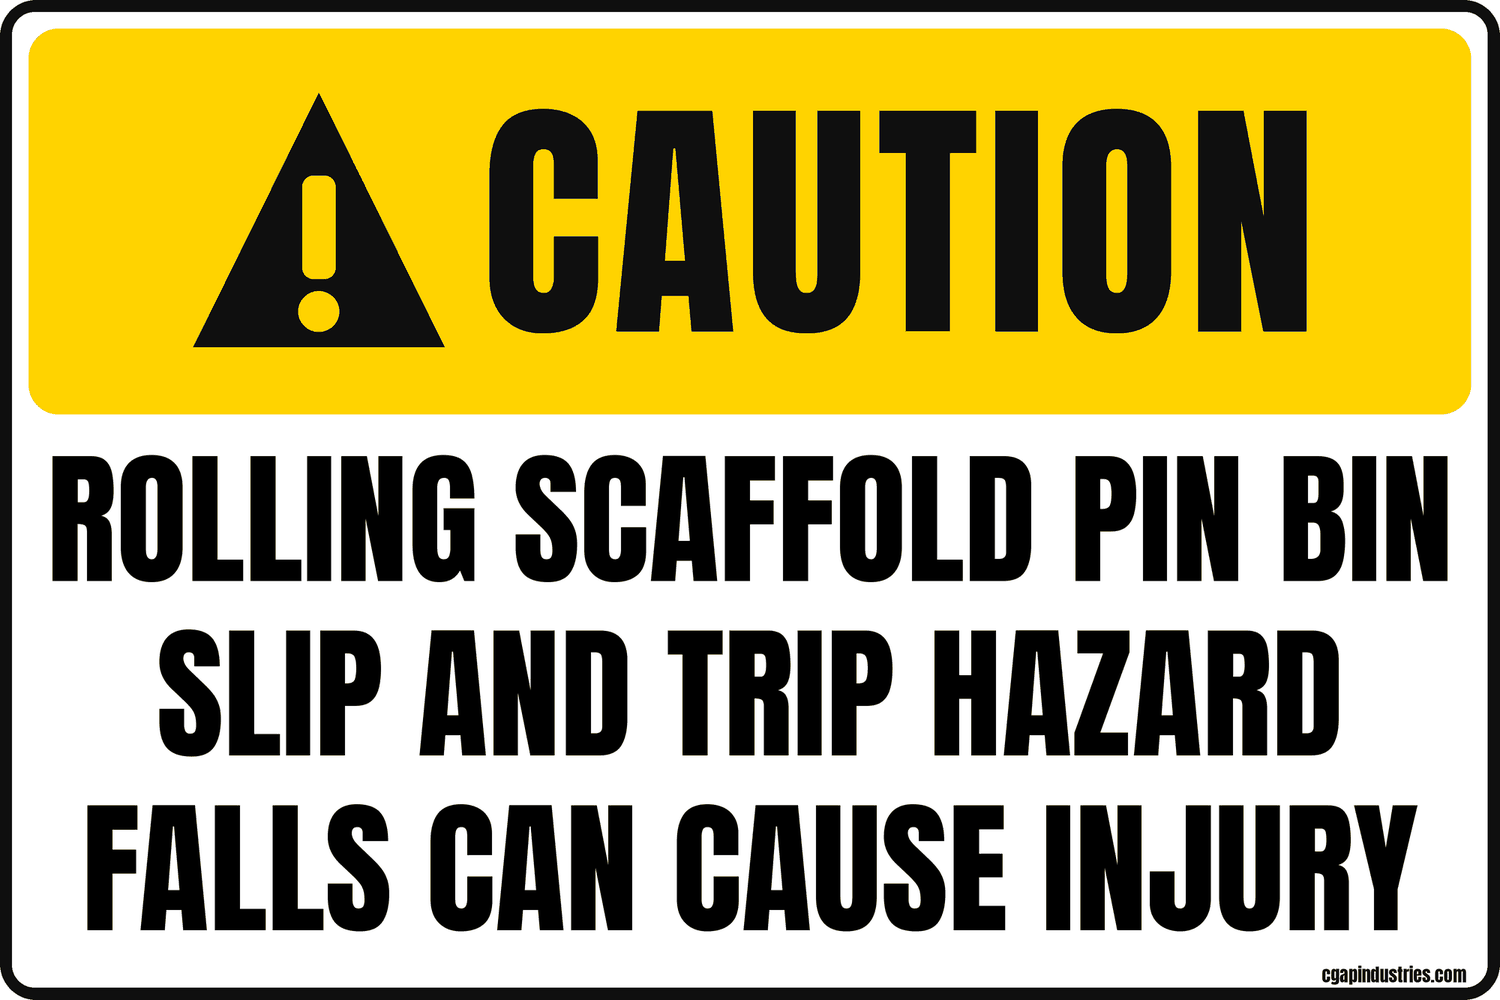 CAUTION
ROLLING SCAFFOLD PIN BIN
SLIP AND TRIP HAZARD
FALLS CAN CAUSE INJURY
cgapindustries.com